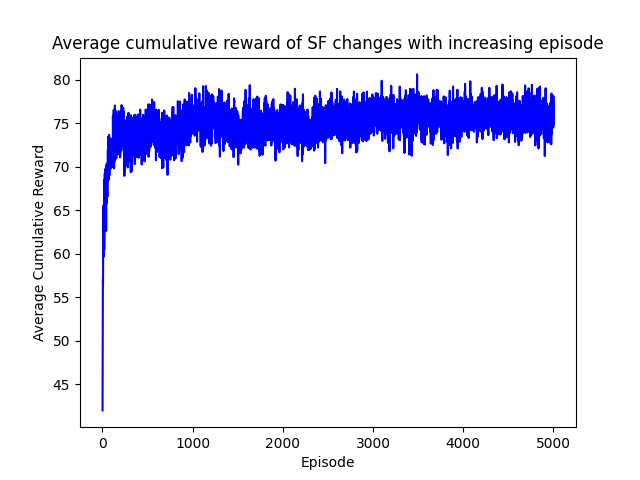 Average cumulative reward of SF changes with increasing episode
80
75
70
65
60
55
50
45
Average Cumulative Reward
0 1000 2000 3000 4000 5000
Episode